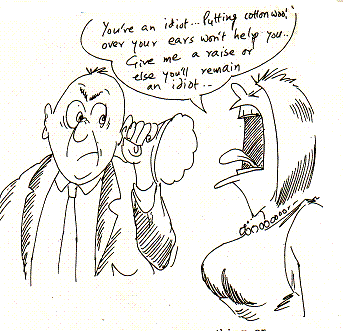 You're an idiot... Putting cotton wool
over your ears won't help you..
Give me a raise or
else you'll remain
an idiot..